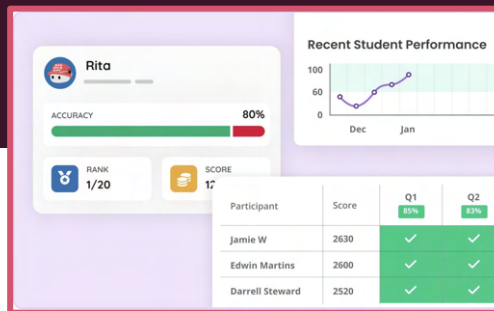 Rita
ACCURACY 80%
RANK
1/20
SCORE
Recent Student Performance
100
60
0
Dec Jan
Participant Score Q1 Q2
85% 83%
Jamie W 2630
Edwin Martins 2600
Darrell Steward 2520